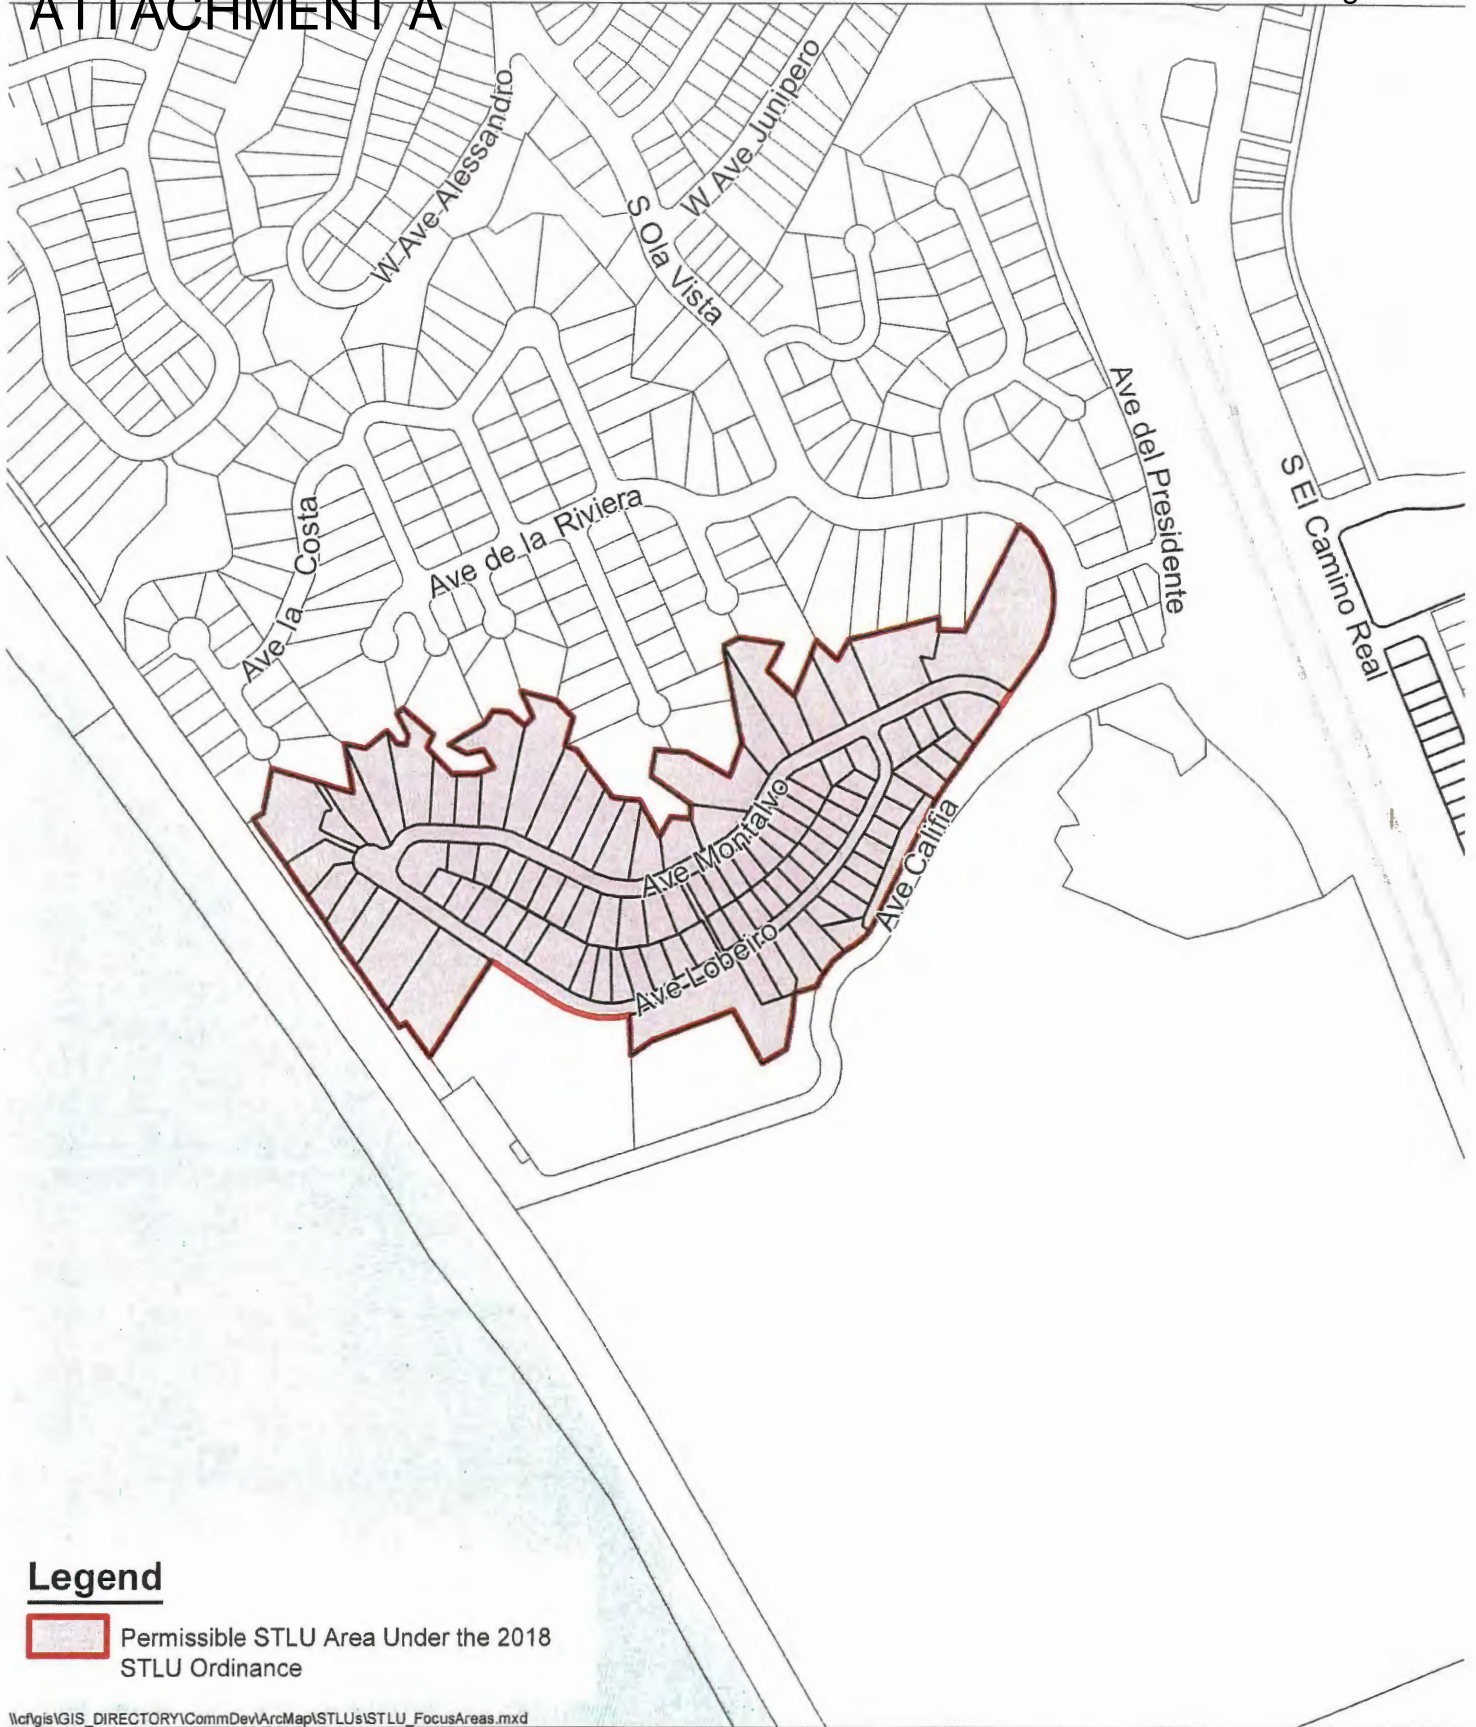 ATTACHMENT A
W Ave Alessandro
W Ave Junipero
S Ola Vista
Ave del Presidente
S El Camino Real
Ave la Costa
Ave de la Riviera
Ave Montalvo
Ave Califia
Ave Lobeiro
Legend
Permissible STLU Area Under the 2018
STLU Ordinance
\\cf\gis\GIS_DIRECTORY\CommDev\ArcMap\STLUs\STLU_FocusAreas.mxd